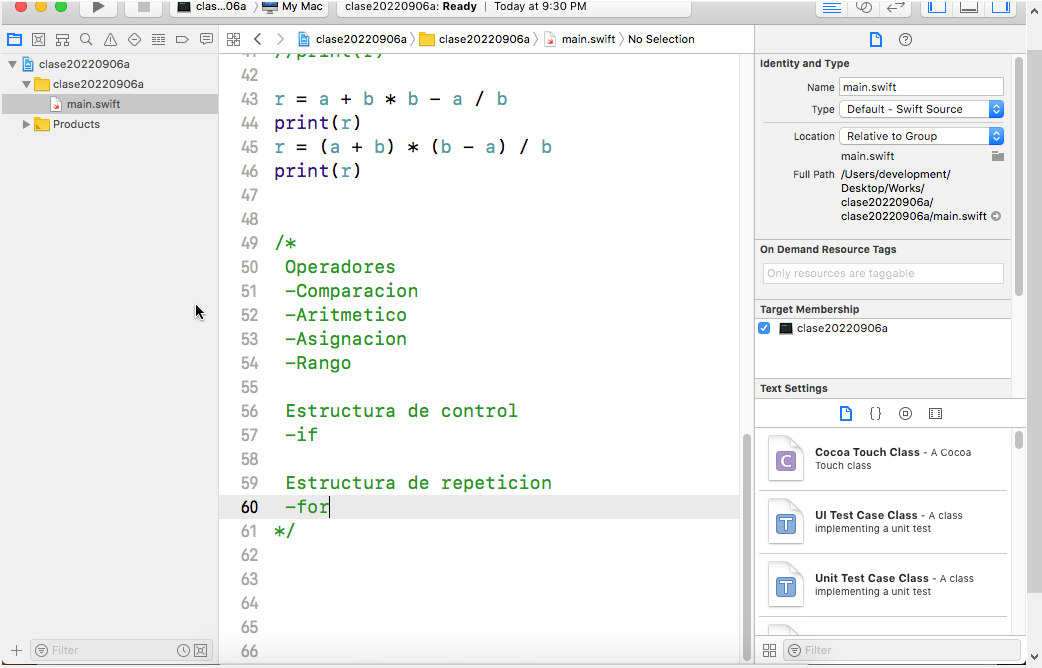 clas...06a > My Mac
clase20220906a: Ready | Today at 9:30 PM
clase20220906a > clase20220906a > main.swift > No Selection
clase20220906a
clase20220906a
main.swift
Products
Filter
41 //print(r)
42
43 r = a + b * b - a / b
44 print(r)
45 r = (a + b) * (b - a) / b
46 print(r)
47
48
49 /*
50 Operadores
51 -Comparacion
52 -Aritmetico
53 -Asignacion
54 -Rango
55
56 Estructura de control
57 -if
58
59 Estructura de repeticion
60 -for
61 */
62
63
64
65
66
Identity and Type
Name main.swift
Type Default - Swift Source
Location Relative to Group
main.swift
Full Path /Users/development/
Desktop/Works/
clase20220906a/
clase20220906a/main.swift
On Demand Resource Tags
Only resources are taggable
Target Membership
clase20220906a
Text Settings
{}
C
Cocoa Touch Class - A Cocoa
Touch class
T
UI Test Case Class - A class
implementing a unit test
T
Unit Test Case Class - A class
implementing a unit test
Filter